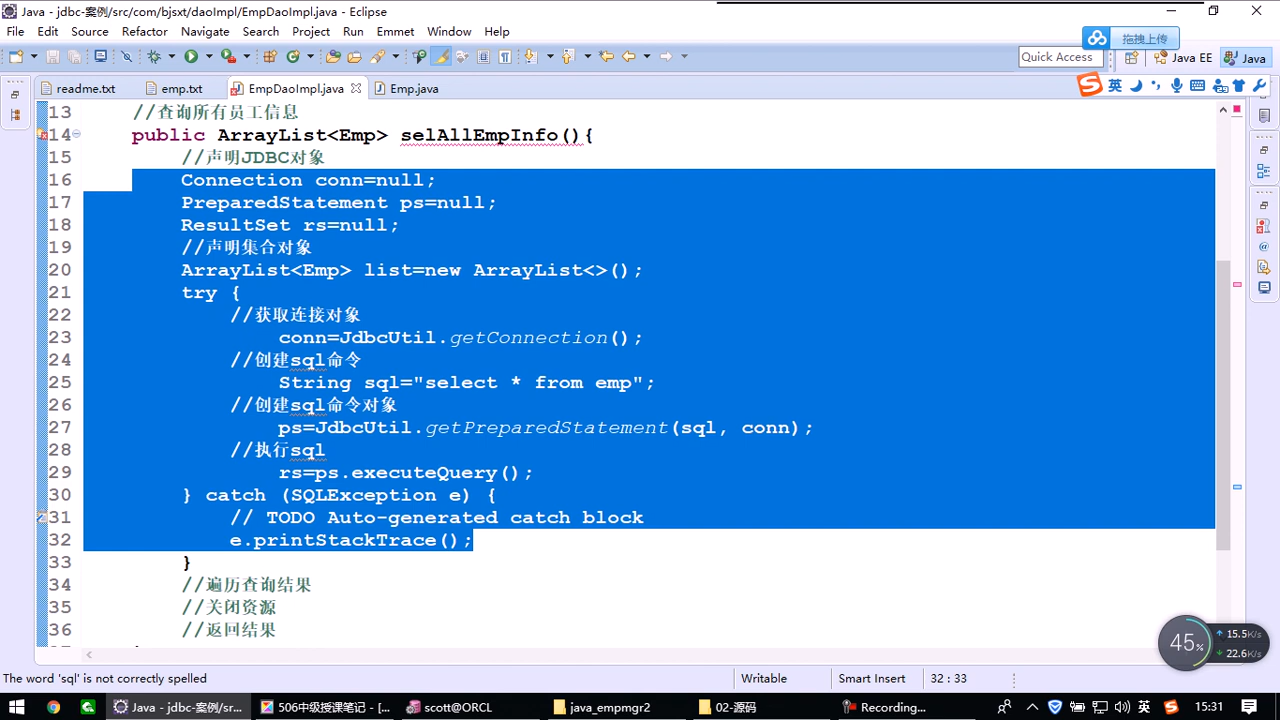 Java - jdbc-案例/src/com/bjsxt/daoImpl/EmpDaoImpl.java - Eclipse
File Edit Source Refactor Navigate Search Project Run Emmet Window Help
拖拽上传
Quick Access
Java EE
Java
readme.txt
emp.txt
EmpDaoImpl.java
Emp.java
英
13 //查询所有员工信息
14 public ArrayList<Emp> selAllEmpInfo(){
15 //声明JDBC对象
16 Connection conn=null;
17 PreparedStatement ps=null;
18 ResultSet rs=null;
19 //声明集合对象
20 ArrayList<Emp> list=new ArrayList<>();
21 try {
22 //获取连接对象
23 conn=JdbcUtil.getConnection();
24 //创建sql命令
25 String sql="select * from emp";
26 //创建sql命令对象
27 ps=JdbcUtil.getPreparedStatement(sql, conn);
28 //执行sql
29 rs=ps.executeQuery();
30 } catch (SQLException e) {
31 // TODO Auto-generated catch block
32 e.printStackTrace();
33 }
34 //遍历查询结果
35 //关闭资源
36 //返回结果
45%
15.5K/s
22.6K/s
The word 'sql' is not correctly spelled
Writable
Smart Insert
32 : 33
Java - jdbc-案例/sr...
506中级授课笔记 - [...
scott@ORCL
java_empmgr2
02-源码
Recording...
英
15:31